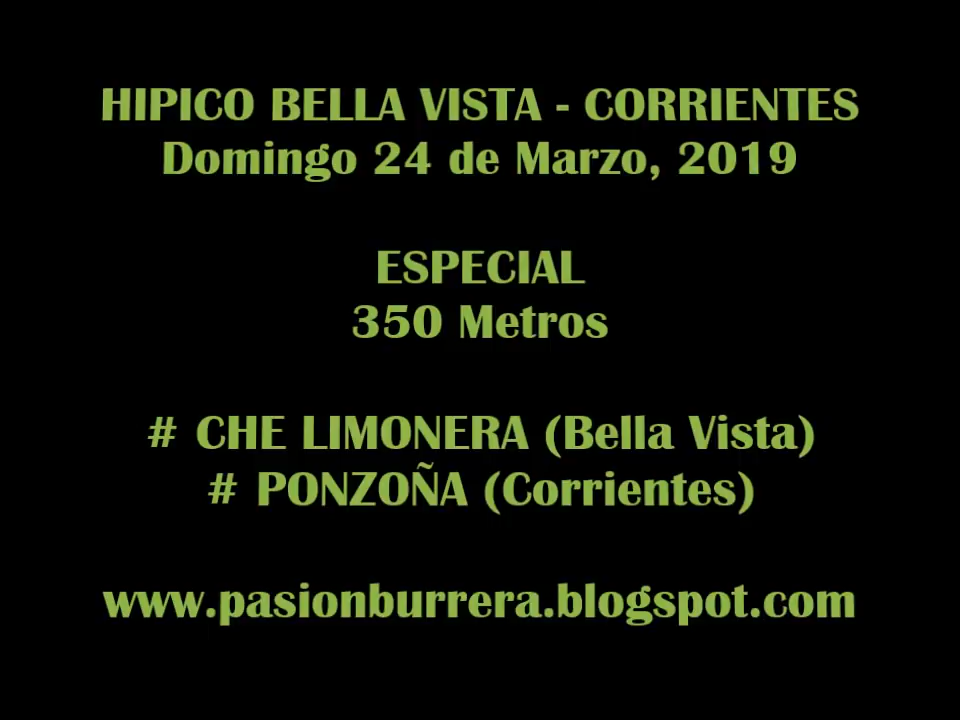 HIPICO BELLA VISTA - CORRIENTES
Domingo 24 de Marzo, 2019
ESPECIAL
350 Metros
# CHE LIMONERA (Bella Vista)
# PONZOÑA (Corrientes)
www.pasionburrera.blogspot.com